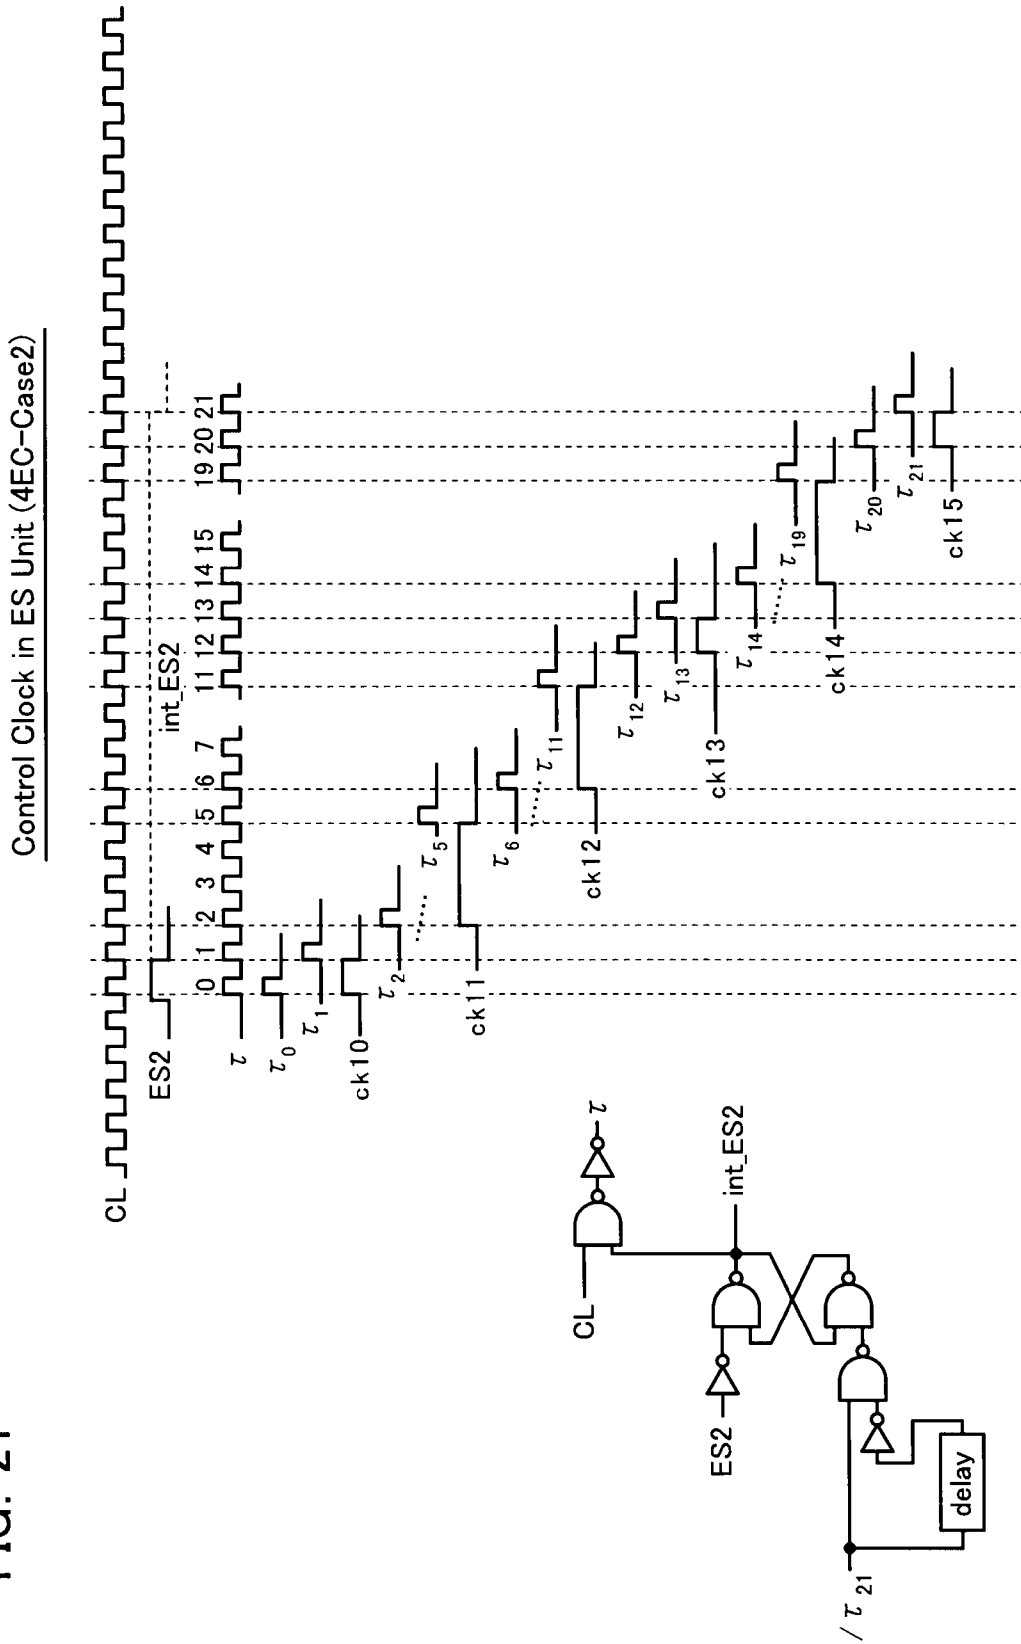 Control Clock in ES Unit (4EC-Case2)
CL
ES2
int_ES2
τ
0 1 2 3 4 5 6 7 11 12 13 14 15 19 20 21
τ0
τ1
ck10
τ2
τ5
ck11
τ6
τ11
ck12
τ12
τ13
ck13
τ14
τ19
ck14
τ20
τ21
ck15
CL
τ
ES2
int_ES2
/τ21
delay